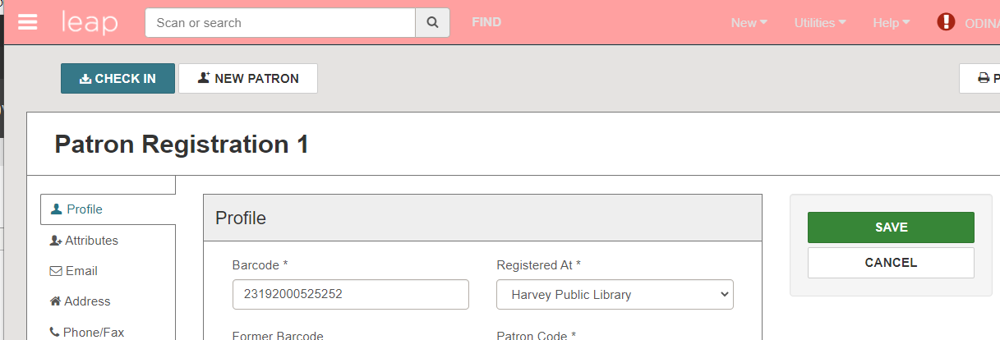 leap Scan or search FIND New Utilities Help ODINA
CHECK IN NEW PATRON P
Patron Registration 1
Profile
Attributes
Email
Address
Phone/Fax
Profile
Barcode * Registered At *
23192000525252 Harvey Public Library
Former Barcode Patron Code *
SAVE
CANCEL